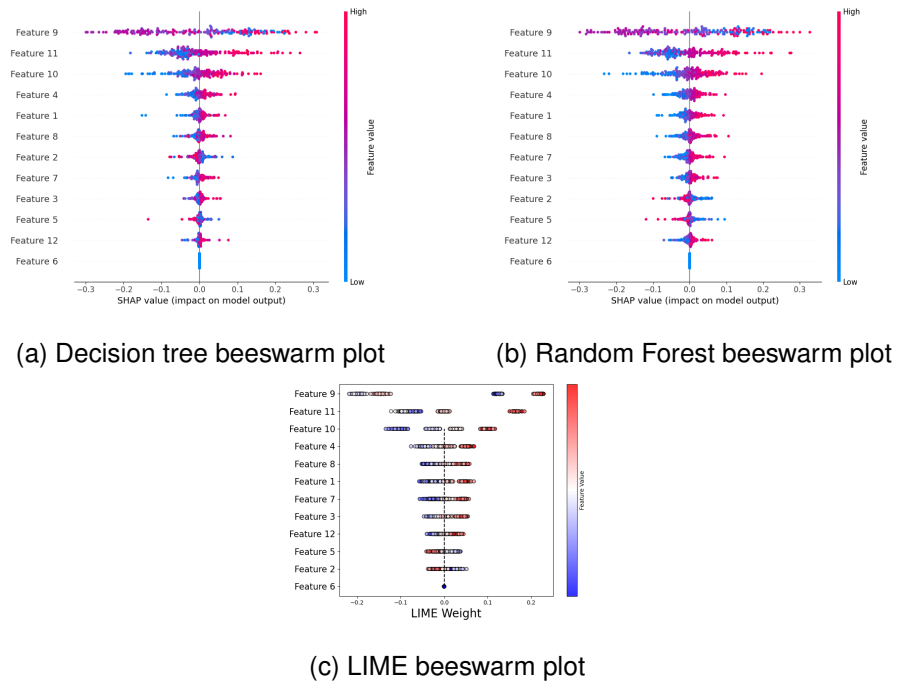 High
Feature 9
Feature 11
Feature 10
Feature 4
Feature 1
Feature 8
Feature 2
Feature 7
Feature 3
Feature 5
Feature 12
Feature 6
Feature value
Low
−0.3 −0.2 −0.1 0.0 0.1 0.2 0.3
SHAP value (impact on model output)
(a) Decision tree beeswarm plot
High
Feature 9
Feature 11
Feature 10
Feature 4
Feature 1
Feature 8
Feature 7
Feature 3
Feature 2
Feature 5
Feature 12
Feature 6
Feature value
Low
−0.3 −0.2 −0.1 0.0 0.1 0.2 0.3
SHAP value (impact on model output)
(b) Random Forest beeswarm plot
Feature 9
Feature 11
Feature 10
Feature 4
Feature 8
Feature 1
Feature 7
Feature 3
Feature 12
Feature 5
Feature 2
Feature 6
Feature Value
−0.2 −0.1 0.0 0.1 0.2
LIME Weight
(c) LIME beeswarm plot